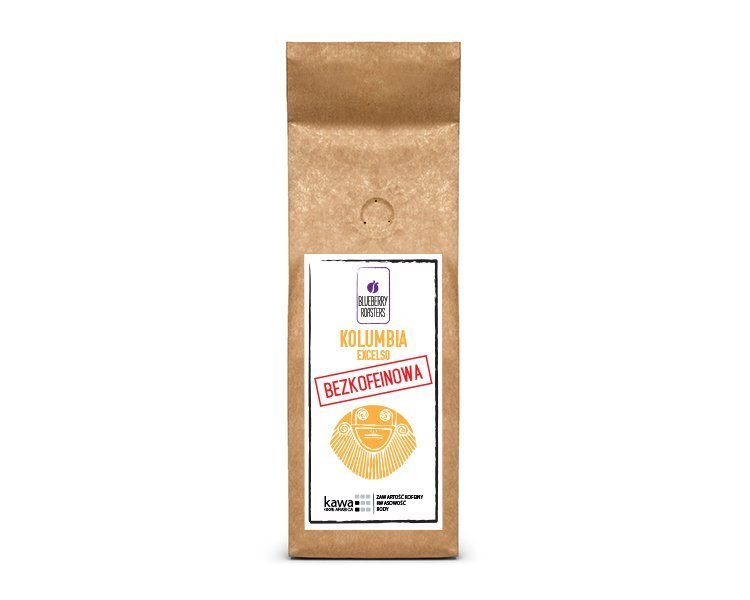 BLUEBERRY
ROASTERS
KOLUMBIA
EXCELSO
BEZKOFEINOWA
kawa
100% ARABICA
ZAWARTOŚĆ KOFEINY
KWASOWOŚĆ
BODY